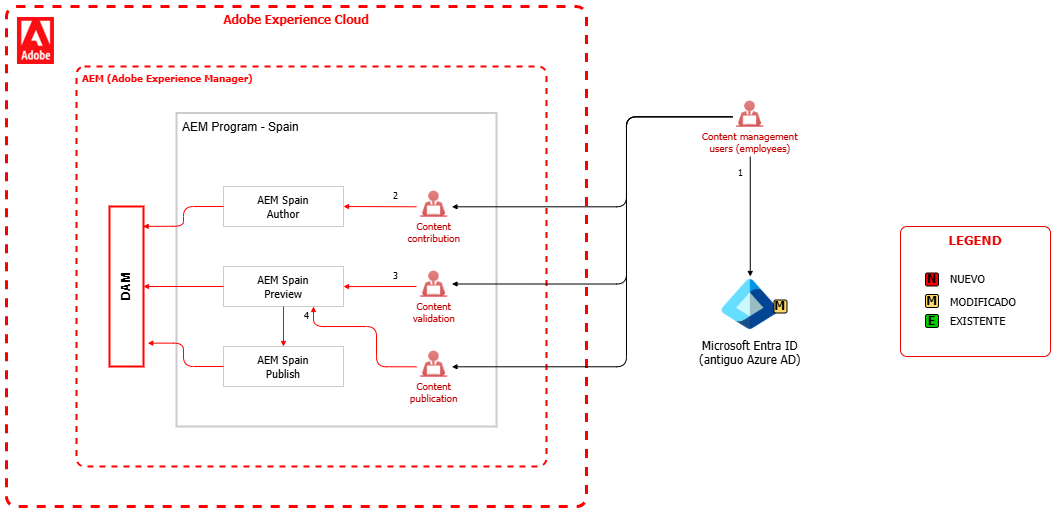 Adobe Experience Cloud
Adobe
AEM (Adobe Experience Manager)
AEM Program - Spain
Content management
users (employees)
1
AEM Spain
Author
2
Content
contribution
DAM
AEM Spain
Preview
3
Content
validation
4
AEM Spain
Publish
Content
publication
M
Microsoft Entra ID
(antiguo Azure AD)
LEGEND
N NUEVO
M MODIFICADO
E EXISTENTE